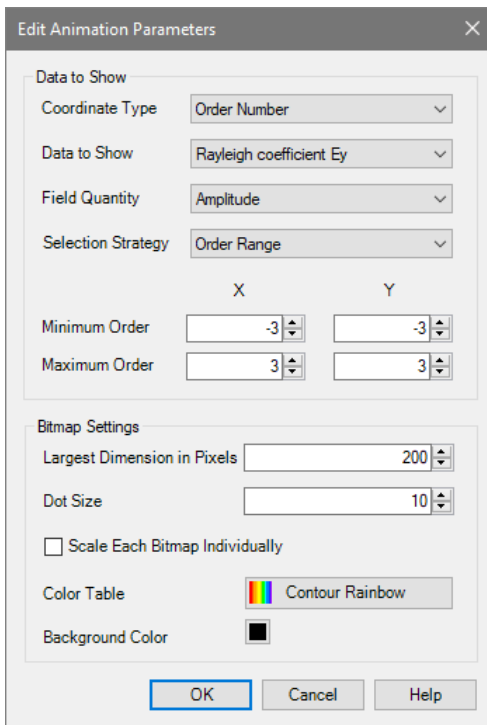 Edit Animation Parameters
Data to Show
Coordinate Type Order Number
Data to Show Rayleigh coefficient Ey
Field Quantity Amplitude
Selection Strategy Order Range
X Y
Minimum Order -3 -3
Maximum Order 3 3
Bitmap Settings
Largest Dimension in Pixels 200
Dot Size 10
Scale Each Bitmap Individually
Color Table Contour Rainbow
Background Color
OK Cancel Help